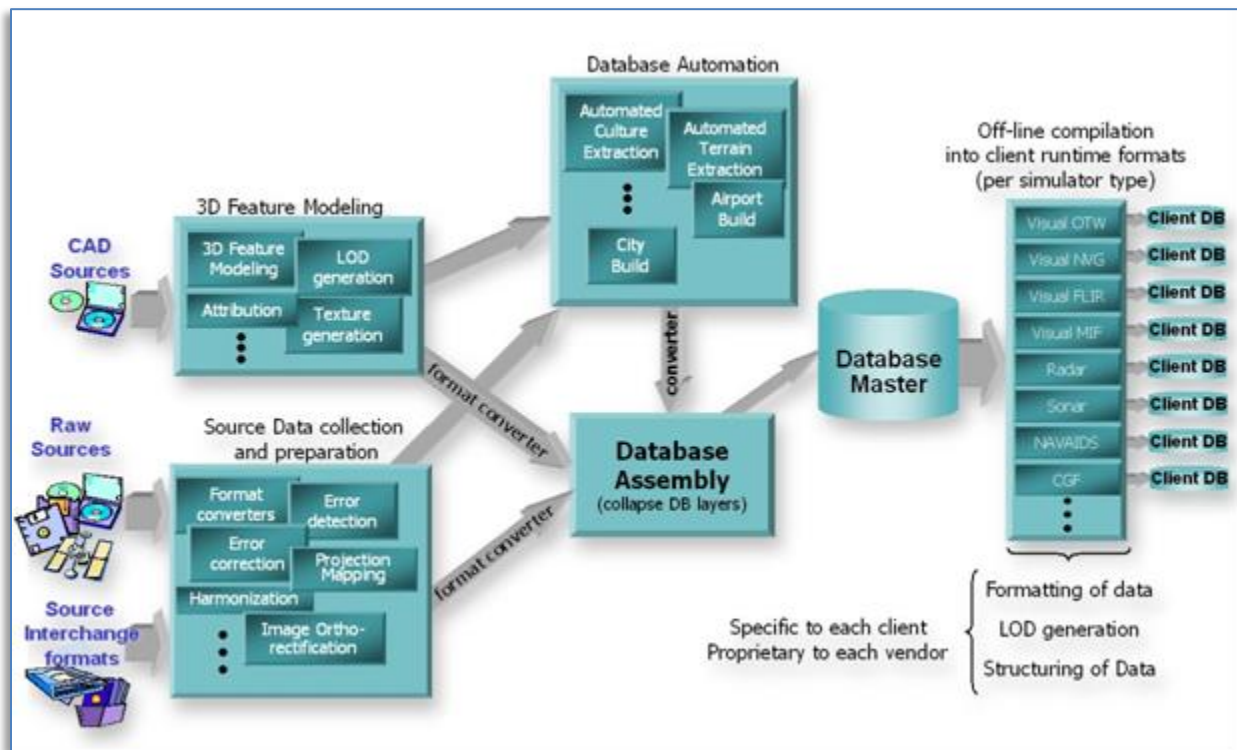 Database Automation
Automated
Culture
Extraction
Automated
Terrain
Extraction
Airport
Build
City
Build
3D Feature Modeling
3D Feature
Modeling
LOD
generation
Attribution
Texture
generation
CAD
Sources
Raw
Sources
Source
Interchange
formats
Source Data collection
and preparation
Format
converters
Error
detection
Error
correction
Projection
Mapping
Harmonization
Image Ortho-
rectification
format converter
format converter
converter
Database
Assembly
(collapse DB layers)
Database
Master
Off-line compilation
into client runtime formats
(per simulator type)
Visual OTW
Client DB
Visual NVG
Client DB
Visual FLIR
Client DB
Visual MIF
Client DB
Radar
Client DB
Sonar
Client DB
NAVAIDS
Client DB
CGF
Client DB
Specific to each client
Proprietary to each vendor
Formatting of data
LOD generation
Structuring of Data